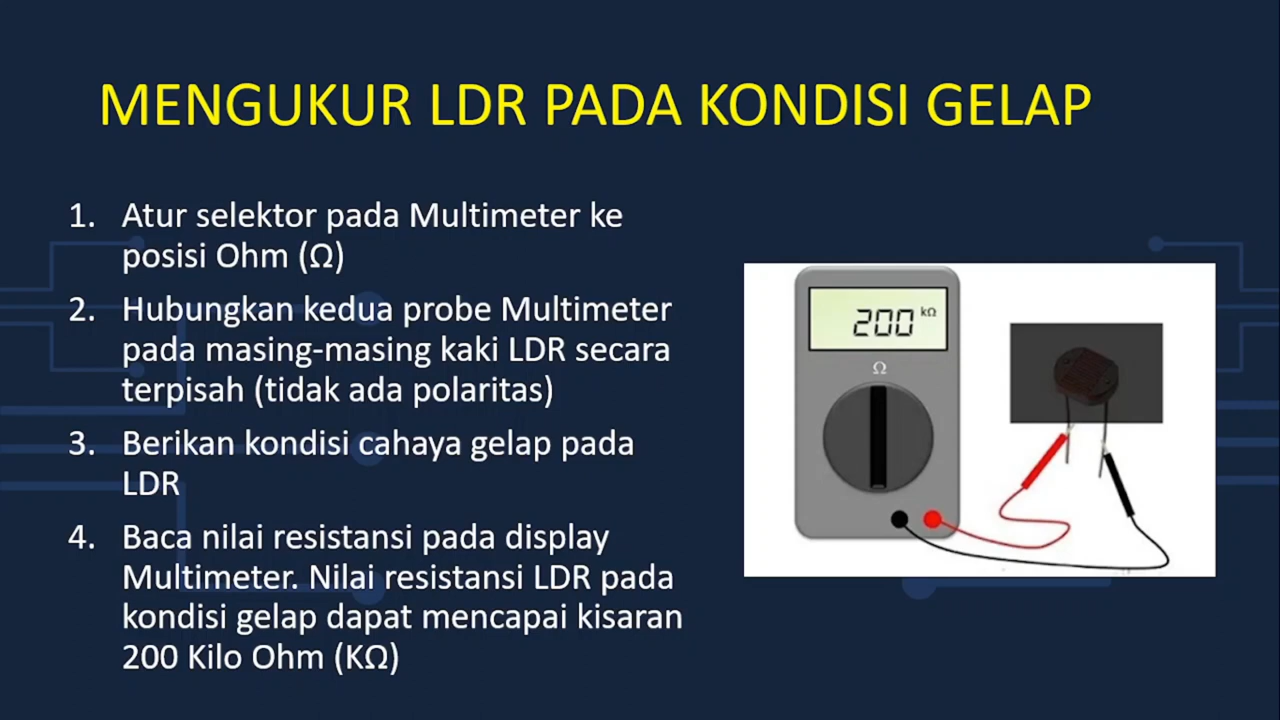 MENGUKUR LDR PADA KONDISI GELAP
1. Atur selektor pada Multimeter ke
posisi Ohm (Ω)
2. Hubungkan kedua probe Multimeter
pada masing-masing kaki LDR secara
terpisah (tidak ada polaritas)
3. Berikan kondisi cahaya gelap pada
LDR
4. Baca nilai resistansi pada display
Multimeter. Nilai resistansi LDR pada
kondisi gelap dapat mencapai kisaran
200 Kilo Ohm (KΩ)
200 kΩ
Ω